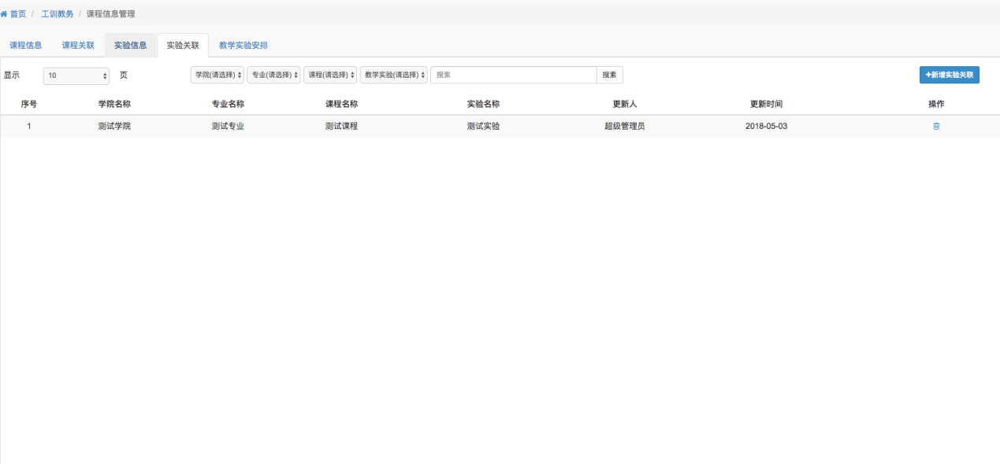 首页 / 工训教务 / 课程信息管理
课程信息 课程关联 实验信息 实验关联 教学实验安排
显示 10 页 学院(请选择) 专业(请选择) 课程(请选择) 教学实验(请选择) 搜索 搜索 +新增实验关联
序号 学院名称 专业名称 课程名称 实验名称 更新人 更新时间 操作
1 测试学院 测试专业 测试课程 测试实验 超级管理员 2018-05-03